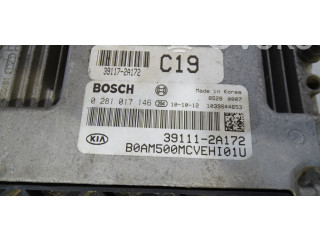 39117-2A172
C19
BOSCH
Made in Korea
0 281 017 146 10-10-12
KIA
39111-2A172
B0AM500MCVEHI01U